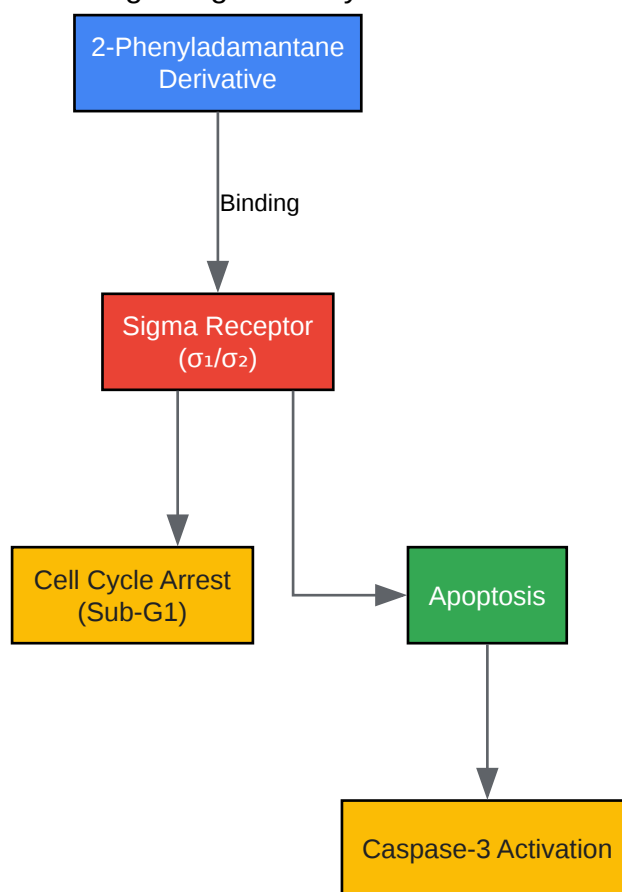 2-Phenyladamantane
Derivative
Binding
Sigma Receptor
(σ₁/σ₂)
Cell Cycle Arrest
(Sub-G1)
Apoptosis
Caspase-3 Activation